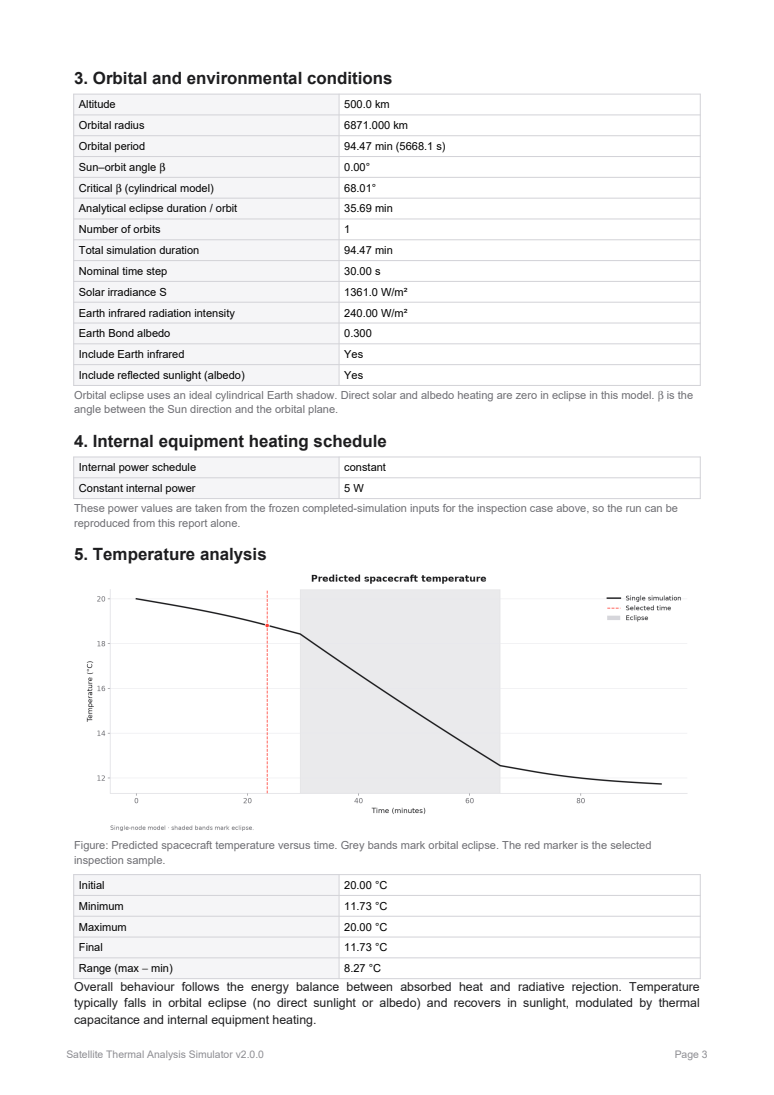 3. Orbital and environmental conditions
Altitude 500.0 km
Orbital radius 6871.000 km
Orbital period 94.47 min (5668.1 s)
Sun–orbit angle β 0.00°
Critical β (cylindrical model) 68.01°
Analytical eclipse duration / orbit 35.69 min
Number of orbits 1
Total simulation duration 94.47 min
Nominal time step 30.00 s
Solar irradiance S 1361.0 W/m²
Earth infrared radiation intensity 240.00 W/m²
Earth Bond albedo 0.300
Include Earth infrared Yes
Include reflected sunlight (albedo) Yes
Orbital eclipse uses an ideal cylindrical Earth shadow. Direct solar and albedo heating are zero in eclipse in this model. β is the
angle between the Sun direction and the orbital plane.
4. Internal equipment heating schedule
Internal power schedule constant
Constant internal power 5 W
These power values are taken from the frozen completed-simulation inputs for the inspection case above, so the run can be
reproduced from this report alone.
5. Temperature analysis
Predicted spacecraft temperature
Single simulation
Selected time
Eclipse
Temperature (°C)
20
18
16
14
12
0 20 40 60 80
Time (minutes)
Single-node model · shaded bands mark eclipse.
Figure: Predicted spacecraft temperature versus time. Grey bands mark orbital eclipse. The red marker is the selected
inspection sample.
Initial 20.00 °C
Minimum 11.73 °C
Maximum 20.00 °C
Final 11.73 °C
Range (max – min) 8.27 °C
Overall behaviour follows the energy balance between absorbed heat and radiative rejection. Temperature
typically falls in orbital eclipse (no direct sunlight or albedo) and recovers in sunlight, modulated by thermal
capacitance and internal equipment heating.
Satellite Thermal Analysis Simulator v2.0.0 Page 3